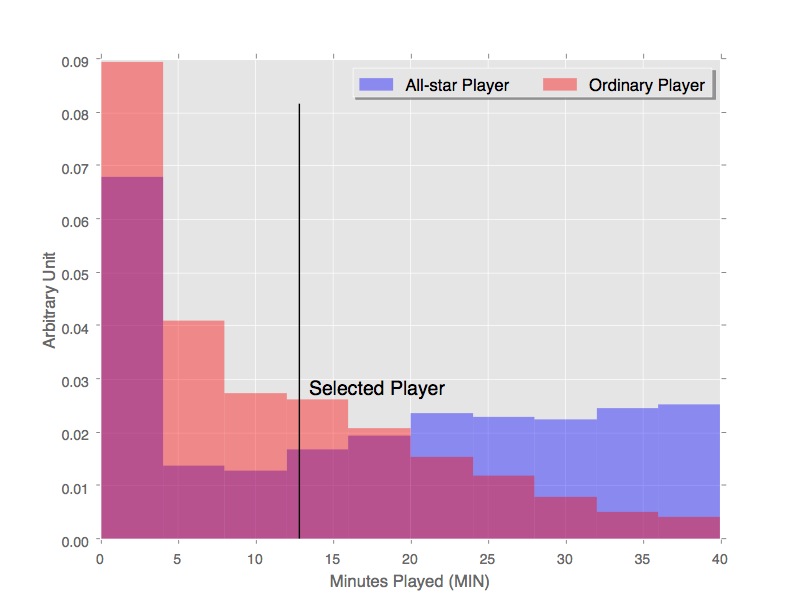 0.09
0.08
0.07
0.06
0.05
0.04
0.03
0.02
0.01
0.00
Arbitrary Unit
All-star Player
Ordinary Player
Selected Player
0 5 10 15 20 25 30 35 40
Minutes Played (MIN)